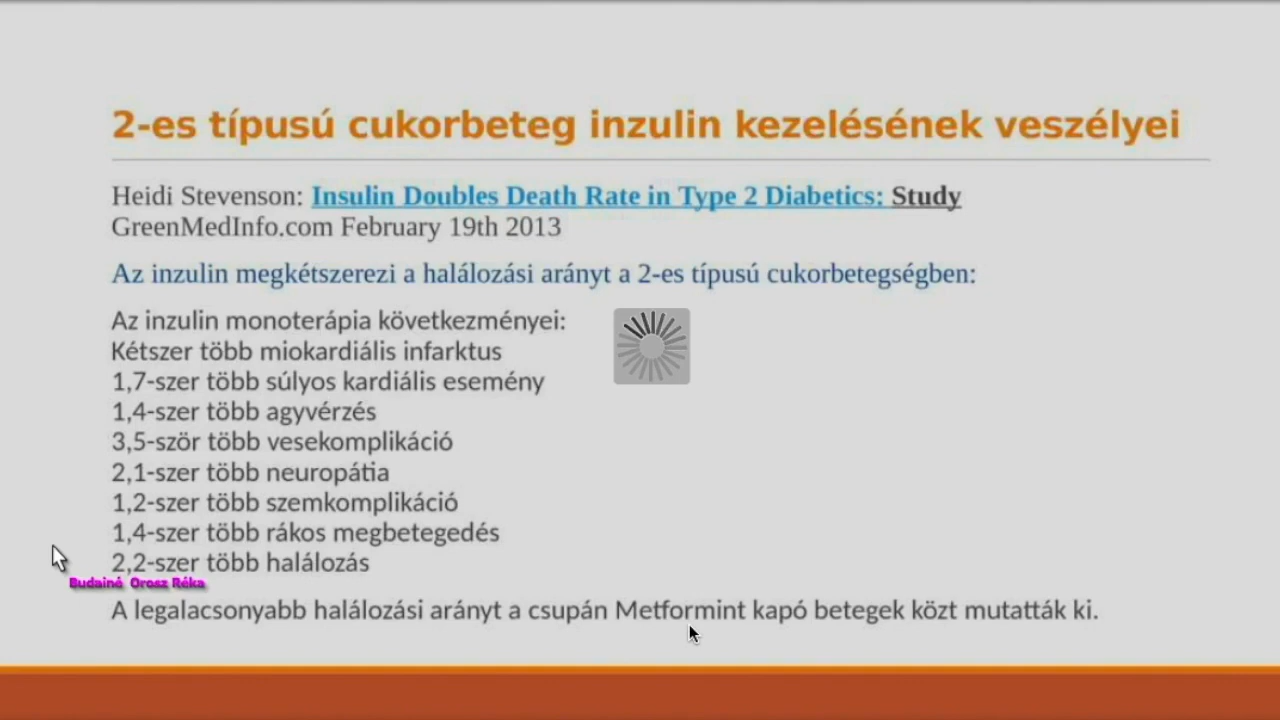 2-es típusú cukorbeteg inzulin kezelésének veszélyei
Heidi Stevenson: Insulin Doubles Death Rate in Type 2 Diabetics: Study
GreenMedInfo.com February 19th 2013
Az inzulin megkétszerezi a halálozási arányt a 2-es típusú cukorbetegségben:
Az inzulin monoterápia következményei:
Kétszer több miokardiális infarktus
1,7-szer több súlyos kardiális esemény
1,4-szer több agyvérzés
3,5-ször több vesekomplikáció
2,1-szer több neuropátia
1,2-szer több szemkomplikáció
1,4-szer több rákos megbetegedés
2,2-szer több halálozás
Budainé Orosz Réka
A legalacsonyabb halálozási arányt a csupán Metformint kapó betegek közt mutatták ki.